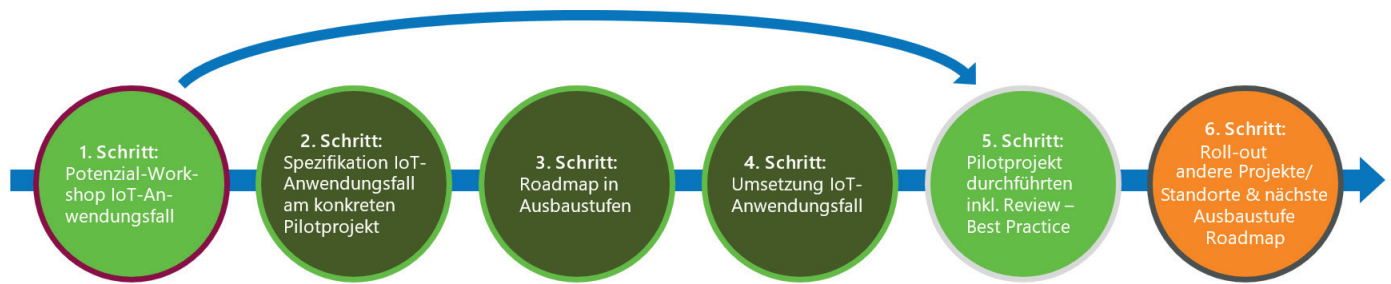 1. Schritt:
Potenzial-Work-
shop IoT-An-
wendungsfall
2. Schritt:
Spezifikation IoT-
Anwendungsfall
am konkreten
Pilotprojekt
3. Schritt:
Roadmap in
Ausbaustufen
4. Schritt:
Umsetzung IoT-
Anwendungsfall
5. Schritt:
Pilotprojekt
durchführten
inkl. Review –
Best Practice
6. Schritt:
Roll-out
andere Projekte/
Standorte & nächste
Ausbaustufe
Roadmap